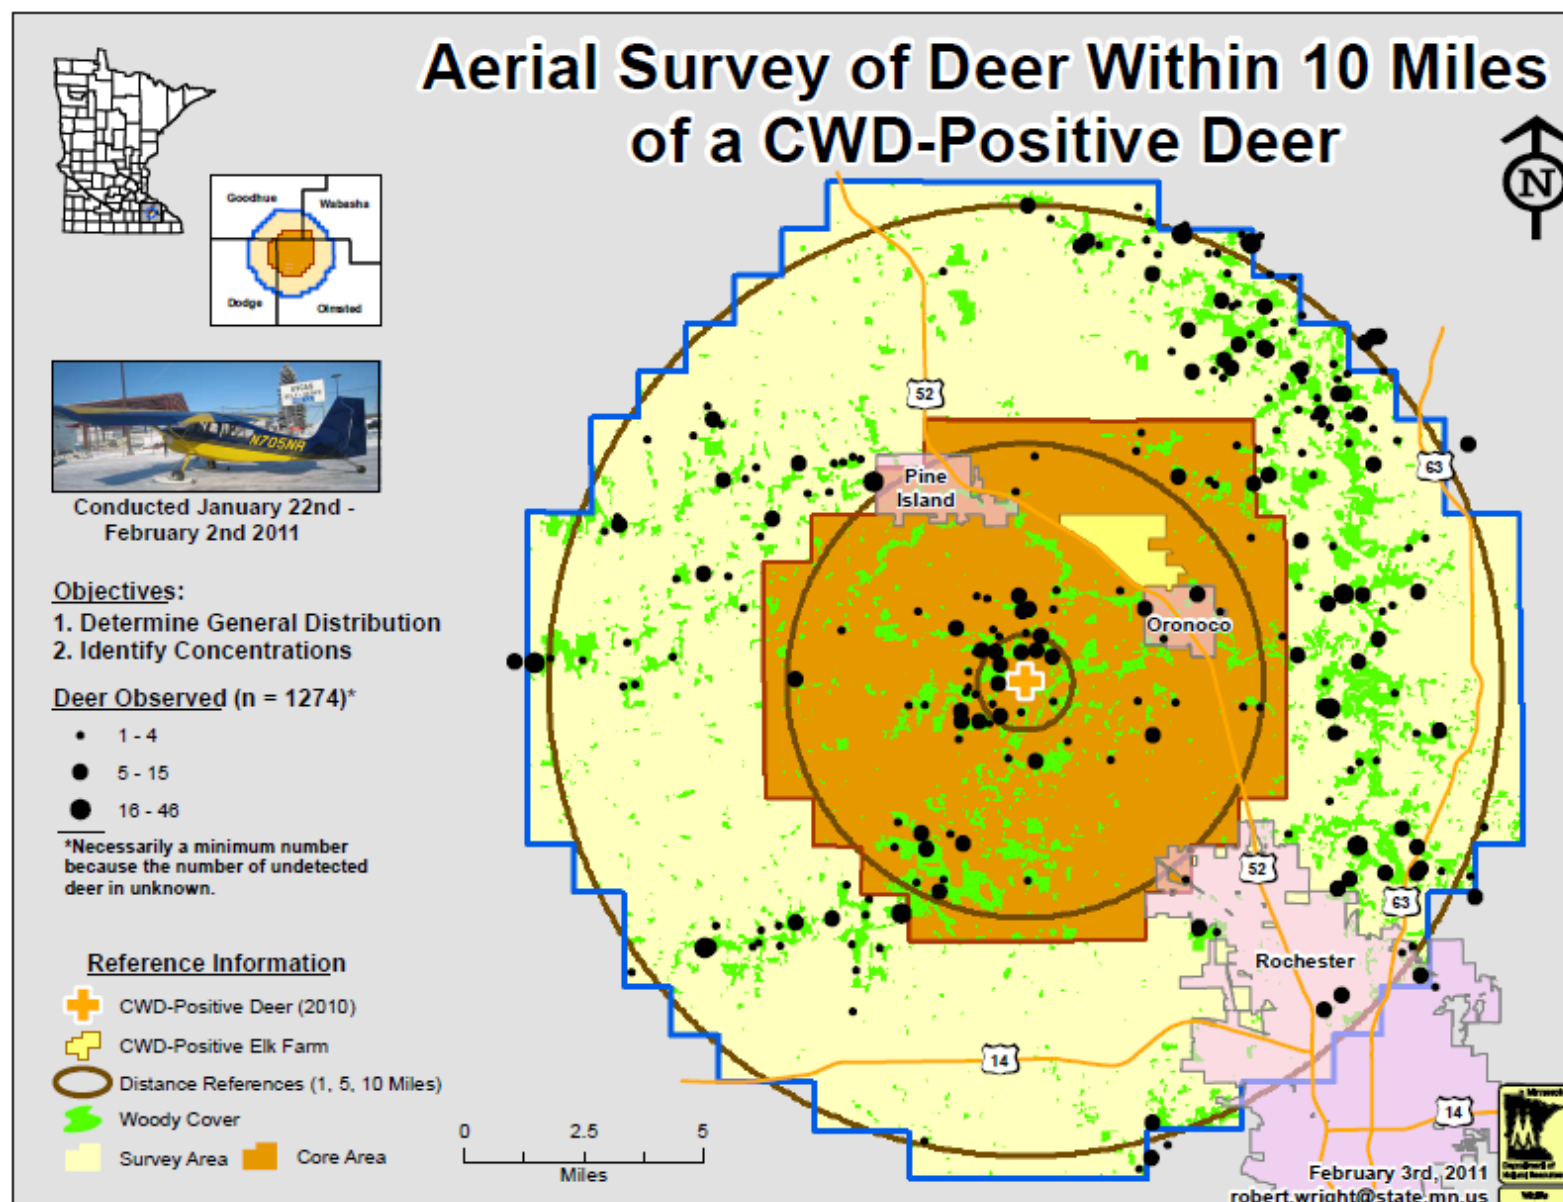 Aerial Survey of Deer Within 10 Miles
of a CWD-Positive Deer
N
Goodhue
Wabasha
Dodge
Olmsted
N705NR
Conducted January 22nd -
February 2nd 2011
Objectives:
1. Determine General Distribution
2. Identify Concentrations
Deer Observed (n = 1274)*
1 - 4
5 - 15
16 - 46
*Necessarily a minimum number
because the number of undetected
deer in unknown.
Reference Information
CWD-Positive Deer (2010)
CWD-Positive Elk Farm
Distance References (1, 5, 10 Miles)
Woody Cover
Survey Area
Core Area
0 2.5 5
Miles
52
63
Pine
Island
Oronoco
52
63
Rochester
14
14
February 3rd, 2011
robert.wright@state.mn.us